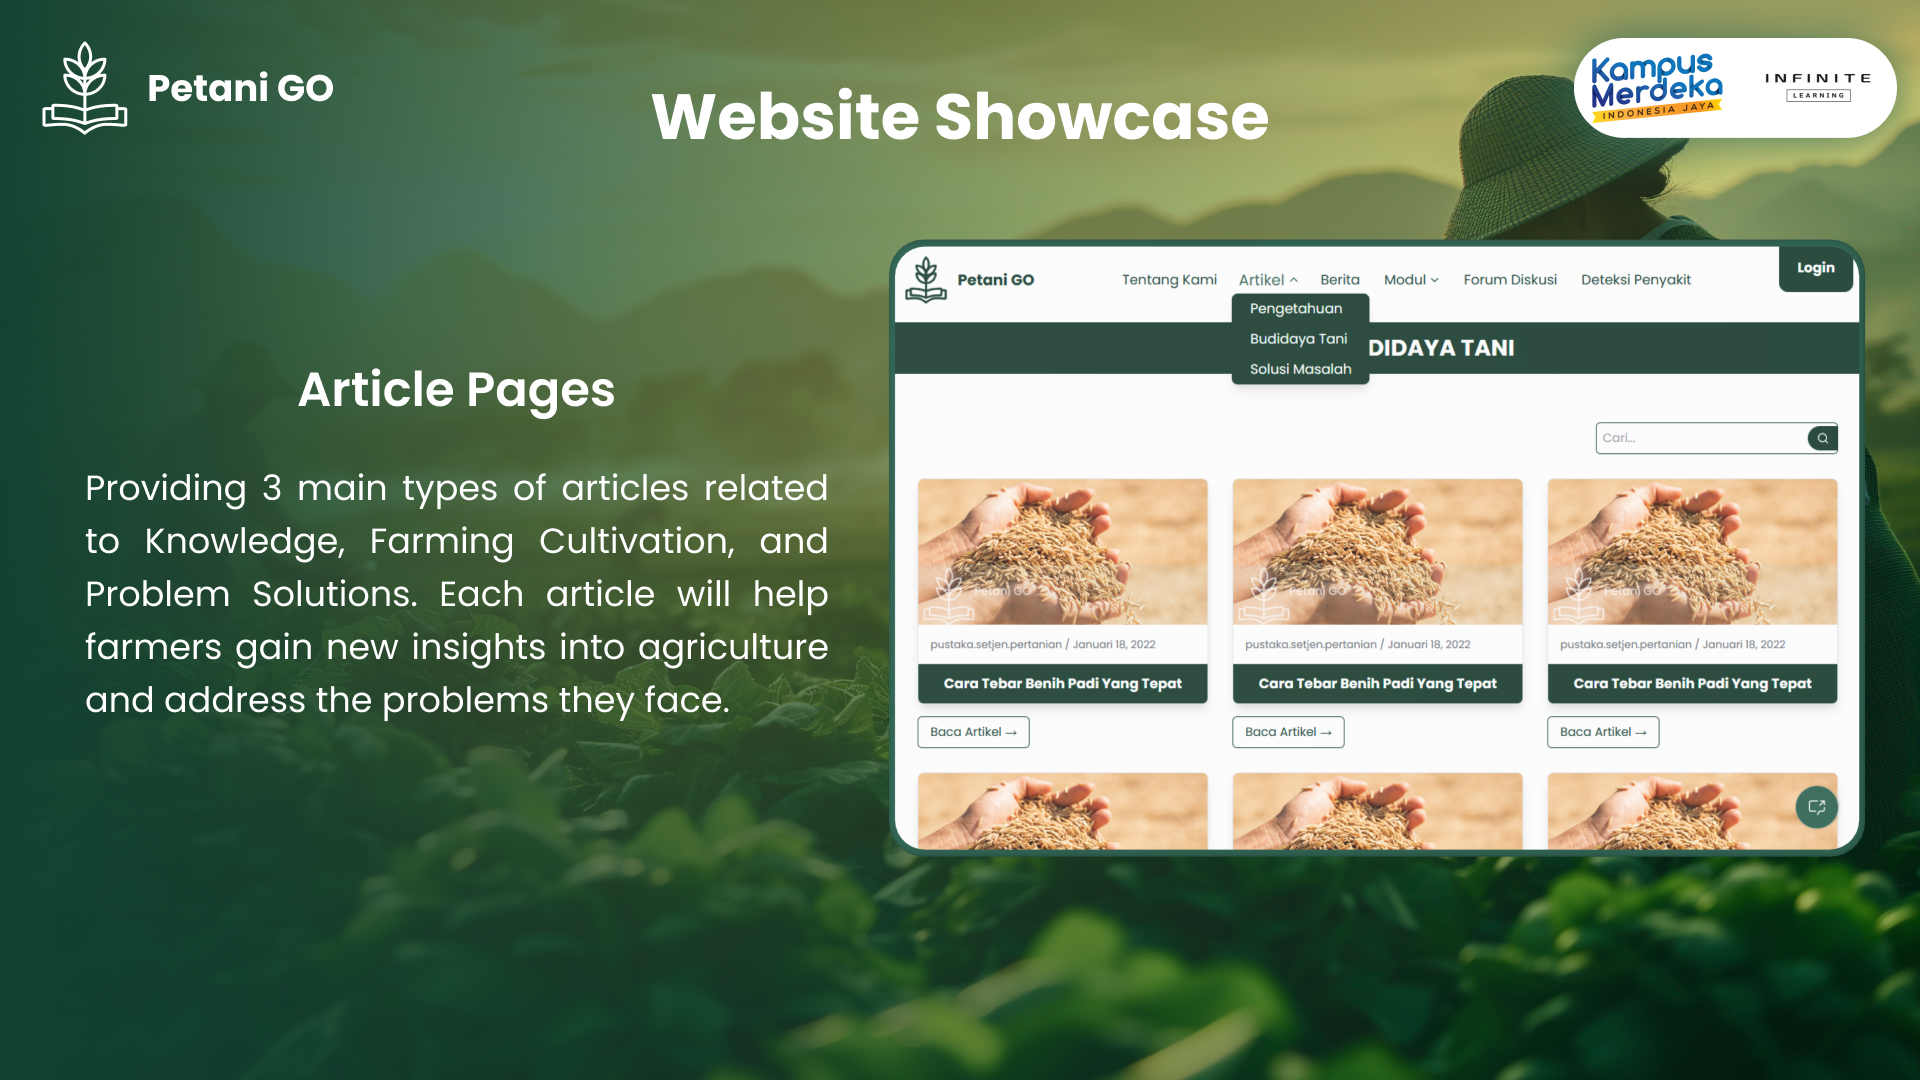 Petani GO
Website Showcase
Kampus
Merdeka
INDONESIA JAYA
INFINITE
LEARNING
Article Pages
Providing 3 main types of articles related
to Knowledge, Farming Cultivation, and
Problem Solutions. Each article will help
farmers gain new insights into agriculture
and address the problems they face.
Petani GO
Tentang Kami Artikel Berita Modul Forum Diskusi Deteksi Penyakit
Login
Pengetahuan
Budidaya Tani
Solusi Masalah
DIDAYA TANI
Cari...
Petani GO Petani GO Petani GO
pustaka.setjen.pertanian / Januari 18, 2022 pustaka.setjen.pertanian / Januari 18, 2022 pustaka.setjen.pertanian / Januari 18, 2022
Cara Tebar Benih Padi Yang Tepat Cara Tebar Benih Padi Yang Tepat Cara Tebar Benih Padi Yang Tepat
Baca Artikel → Baca Artikel → Baca Artikel →